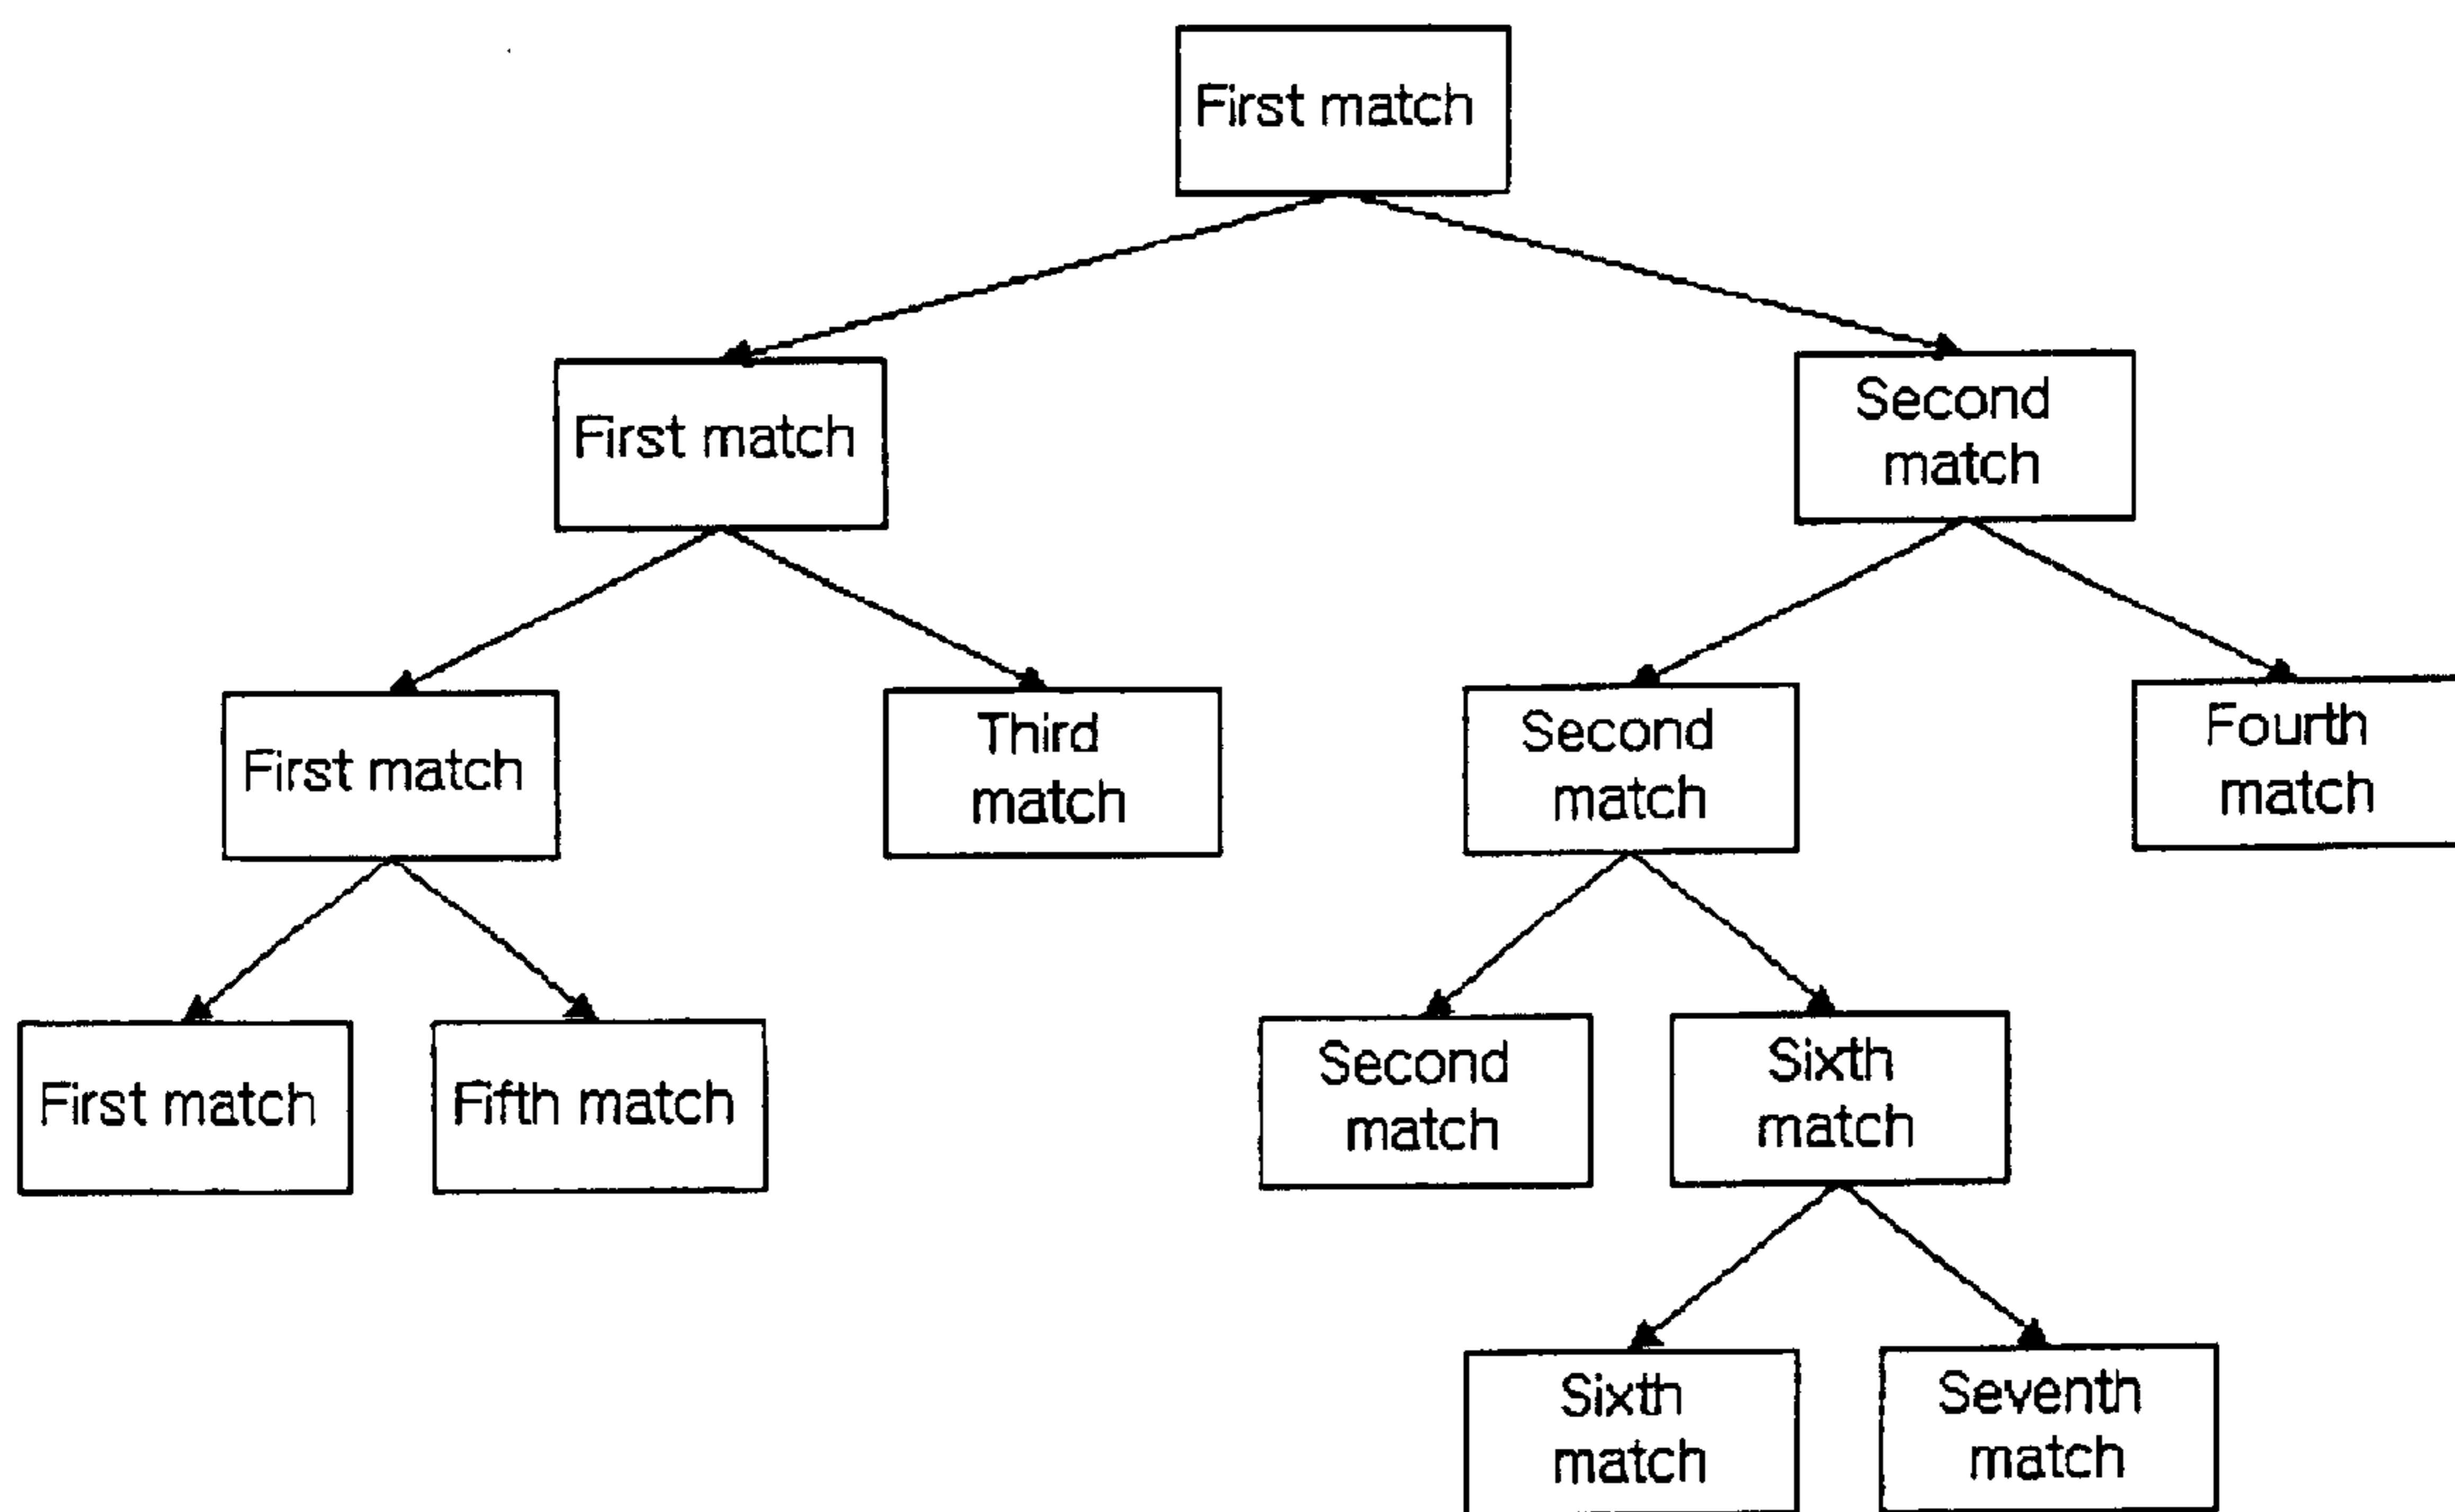 First match
First match
Second
match
First match
Third
match
Second
match
Fourth
match
First match
Fifth match
Second
match
Sixth
match
Sixth
match
Seventh
match